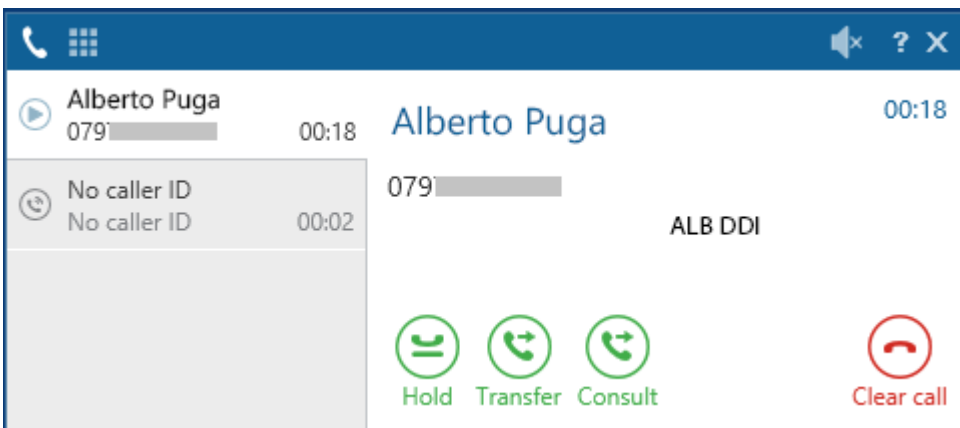 ? X
Alberto Puga
079 00:18
No caller ID
No caller ID 00:02
Alberto Puga 00:18
079
ALB DDI
Hold Transfer Consult Clear call